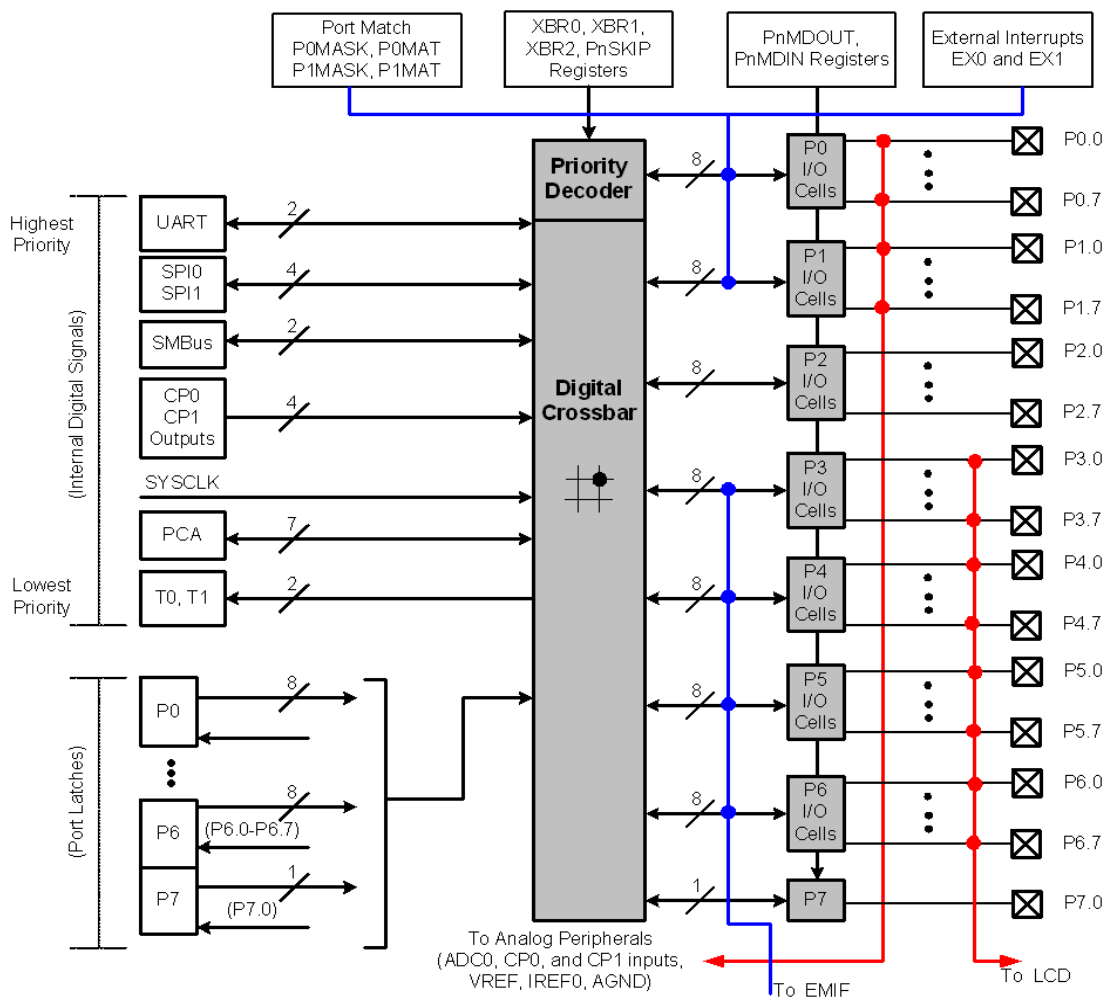 Port Match
P0MASK, P0MAT
P1MASK, P1MAT
XBR0, XBR1,
XBR2, PnSKIP
Registers
PnMDOUT,
PnMDIN Registers
External Interrupts
EX0 and EX1
Highest
Priority
(Internal Digital Signals)
Lowest
Priority
UART
2
SPI0
SPI1
4
SMBus
2
CP0
CP1
Outputs
4
SYSCLK
PCA
7
T0, T1
2
(Port Latches)
P0
8
P6
8
(P6.0-P6.7)
P7
1
(P7.0)
Priority
Decoder
Digital
Crossbar
8
P0
I/O
Cells
P0.0
P0.7
8
P1
I/O
Cells
P1.0
P1.7
8
P2
I/O
Cells
P2.0
P2.7
8
P3
I/O
Cells
P3.0
P3.7
8
P4
I/O
Cells
P4.0
P4.7
8
P5
I/O
Cells
P5.0
P5.7
8
P6
I/O
Cells
P6.0
P6.7
1
P7
P7.0
To Analog Peripherals
(ADC0, CP0, and CP1 inputs,
VREF, IREF0, AGND)
To EMIF
To LCD